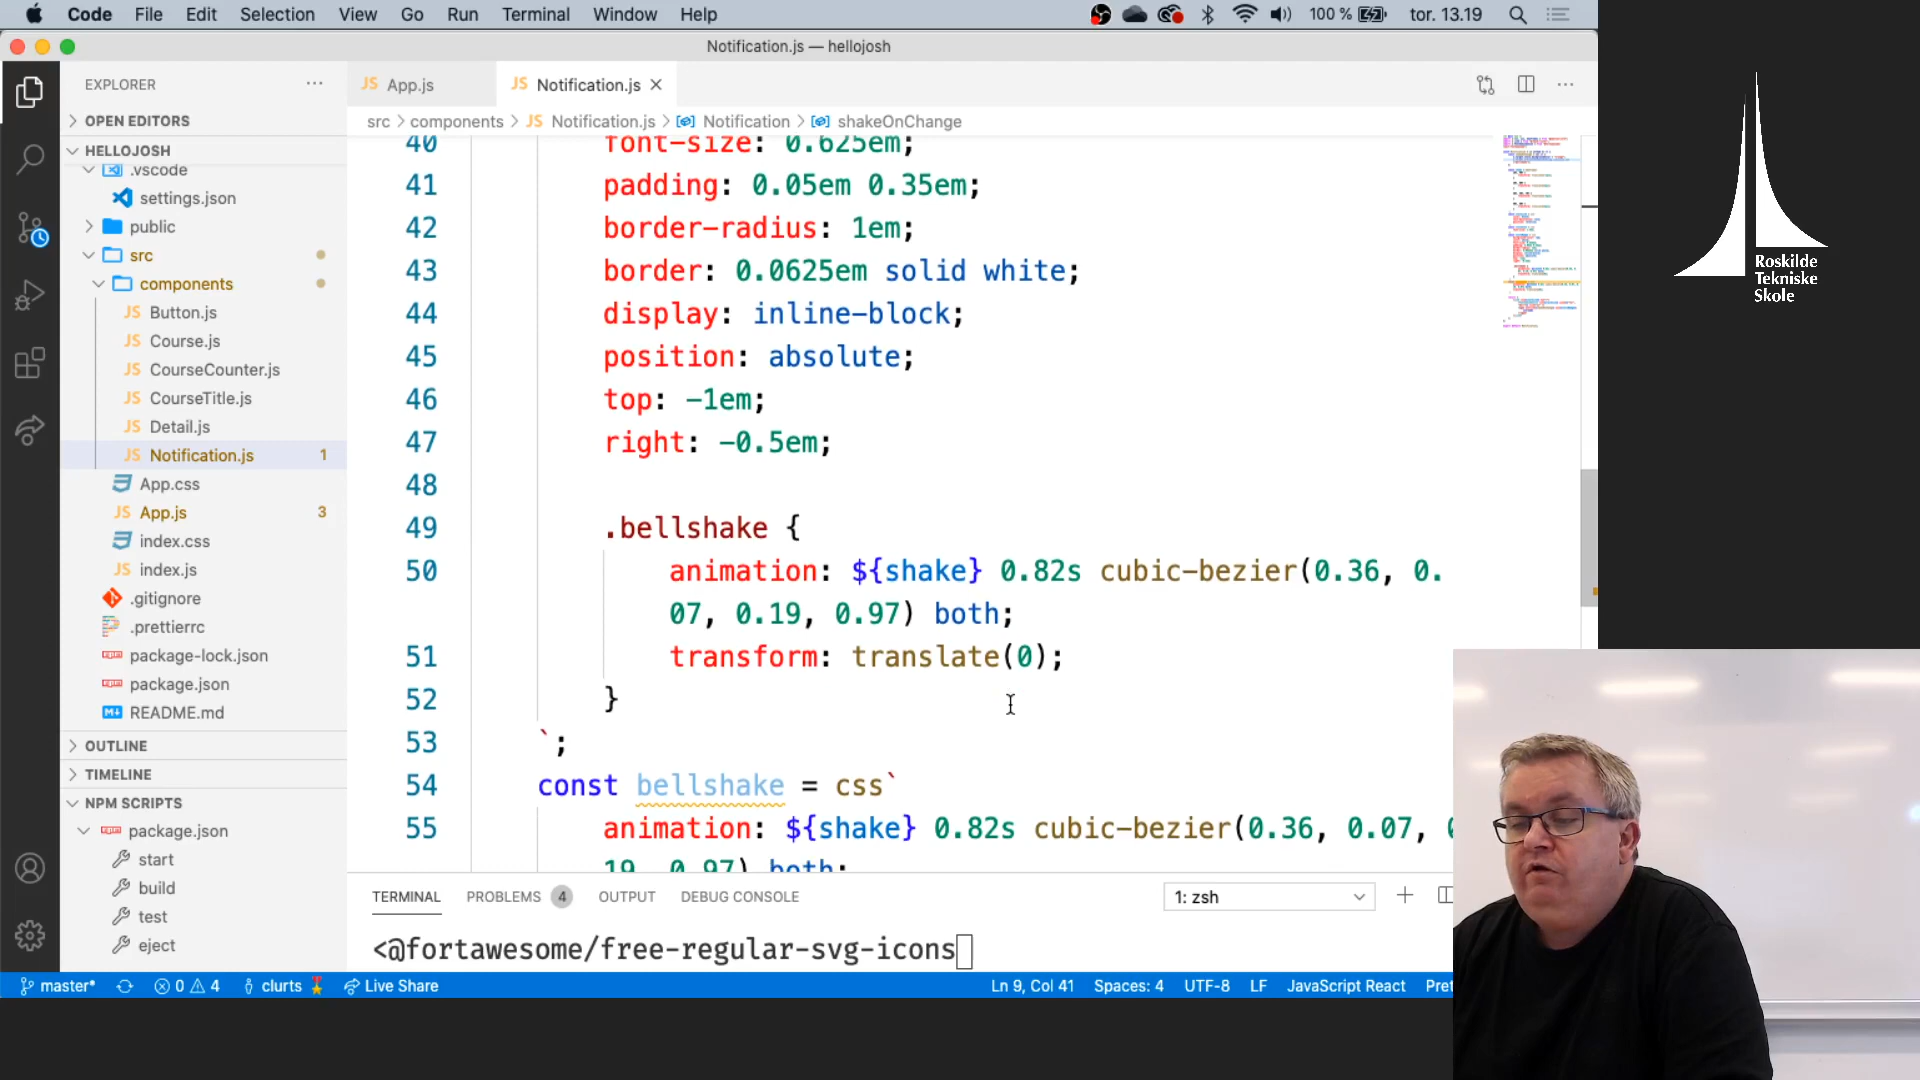 Code File Edit Selection View Go Run Terminal Window Help 100 % tor. 13.19
Notification.js — hellojosh
EXPLORER
App.js
Notification.js
src > components > JS Notification.js > Notification > shakeOnChange
OPEN EDITORS
HELLOJOSH
.vscode
settings.json
public
src
components
JS Button.js
JS Course.js
JS CourseCounter.js
JS CourseTitle.js
JS Detail.js
JS Notification.js 1
App.css
JS App.js 3
index.css
JS index.js
.gitignore
.prettierrc
package-lock.json
package.json
README.md
OUTLINE
TIMELINE
NPM SCRIPTS
package.json
start
build
test
eject
40 font-size: 0.625em;
41 padding: 0.05em 0.35em;
42 border-radius: 1em;
43 border: 0.0625em solid white;
44 display: inline-block;
45 position: absolute;
46 top: -1em;
47 right: -0.5em;
48
49 .bellshake {
50 animation: ${shake} 0.82s cubic-bezier(0.36, 0.
07, 0.19, 0.97) both;
51 transform: translate(0);
52 }
53 `;
54 const bellshake = css`
55 animation: ${shake} 0.82s cubic-bezier(0.36, 0.07,
19, 0.97) both;
TERMINAL PROBLEMS 4 OUTPUT DEBUG CONSOLE 1: zsh
<@fortawesome/free-regular-svg-icons
master* 0 4 clurts Live Share Ln 9, Col 41 Spaces: 4 UTF-8 LF JavaScript React Pret
Roskilde
Tekniske
Skole